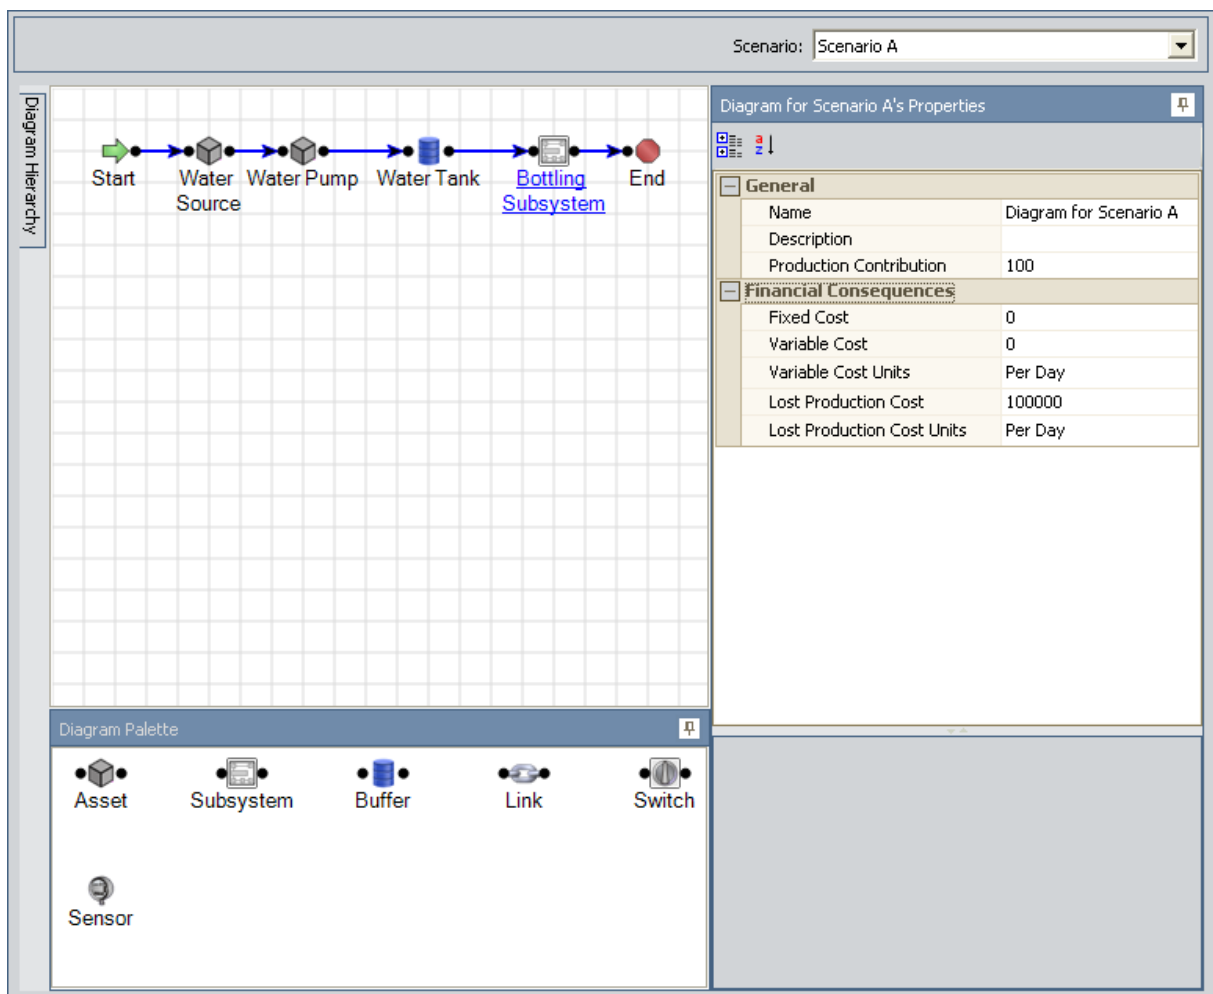 Scenario: Scenario A
Diagram Hierarchy
Start Water Water Pump Water Tank Bottling End
Source Subsystem
Diagram for Scenario A's Properties
General
Name Diagram for Scenario A
Description
Production Contribution 100
Financial Consequences
Fixed Cost 0
Variable Cost 0
Variable Cost Units Per Day
Lost Production Cost 100000
Lost Production Cost Units Per Day
Diagram Palette
Asset Subsystem Buffer Link Switch
Sensor